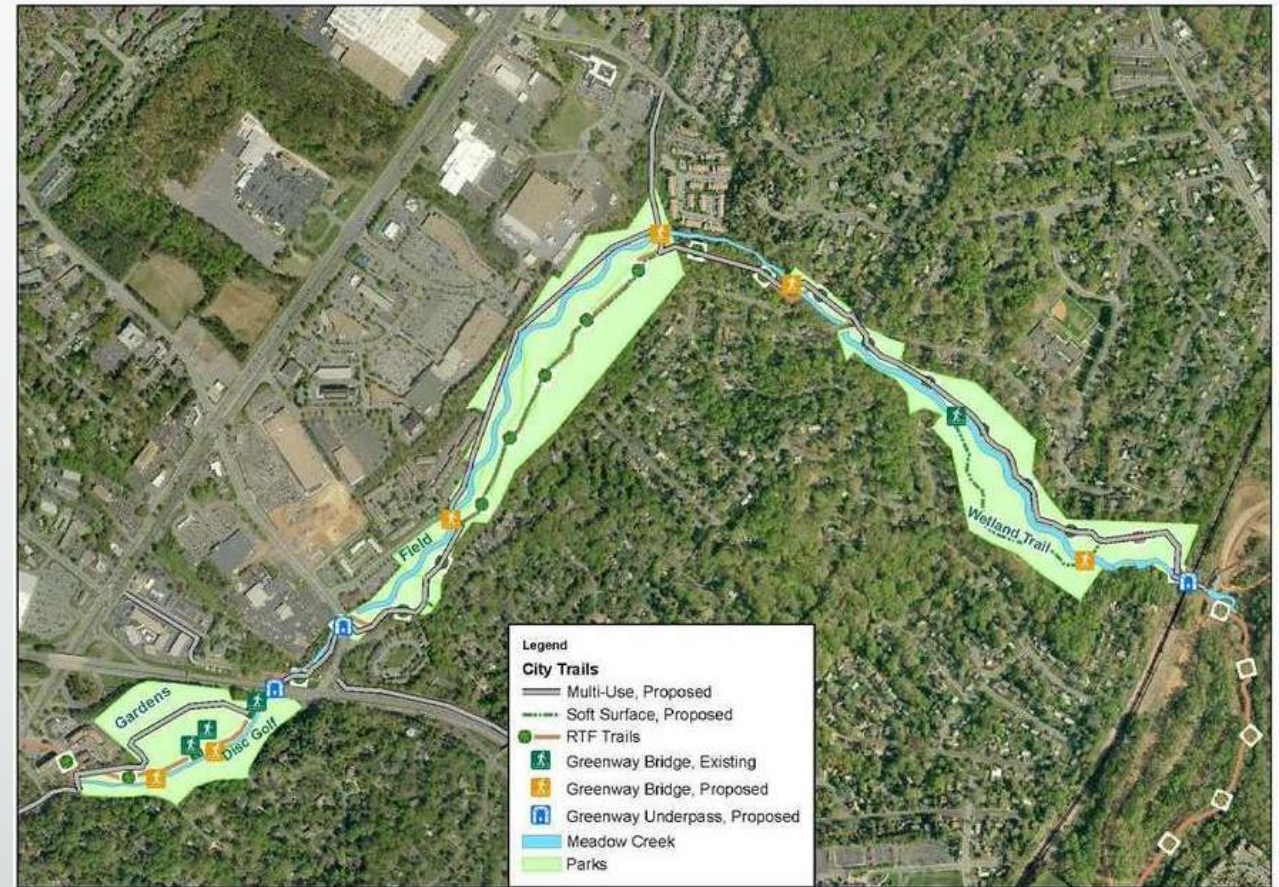 Field
Wetland Trail
Gardens
Disc Golf
Legend
City Trails
Multi-Use, Proposed
Soft Surface, Proposed
RTF Trails
Greenway Bridge, Existing
Greenway Bridge, Proposed
Greenway Underpass, Proposed
Meadow Creek
Parks